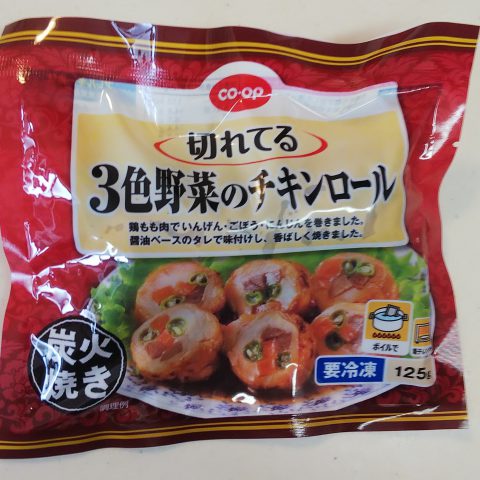 CO·OP
切れてる
3色野菜のチキンロール
鶏もも肉でいんげん・ごぼう・にんじんを巻きました。
醤油ベースのタレで味付けし、香ばしく焼きました。
炭火
焼き
調理例
ボイルで
要冷凍
125g